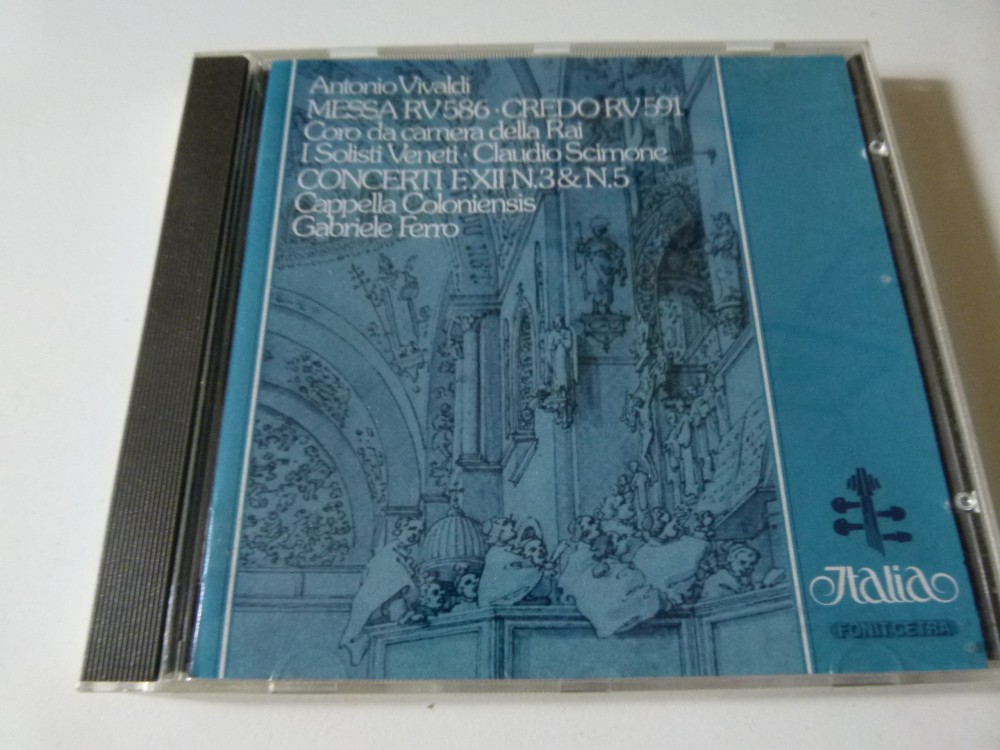 Antonio Vivaldi
MESSA RV 586 · CREDO RV 591
Coro da camera della Rai
I Solisti Veneti · Claudio Scimone
CONCERTI F.XII N.3 & N.5
Cappella Coloniensis
Gabriele Ferro
Italia
FONIT CETRA